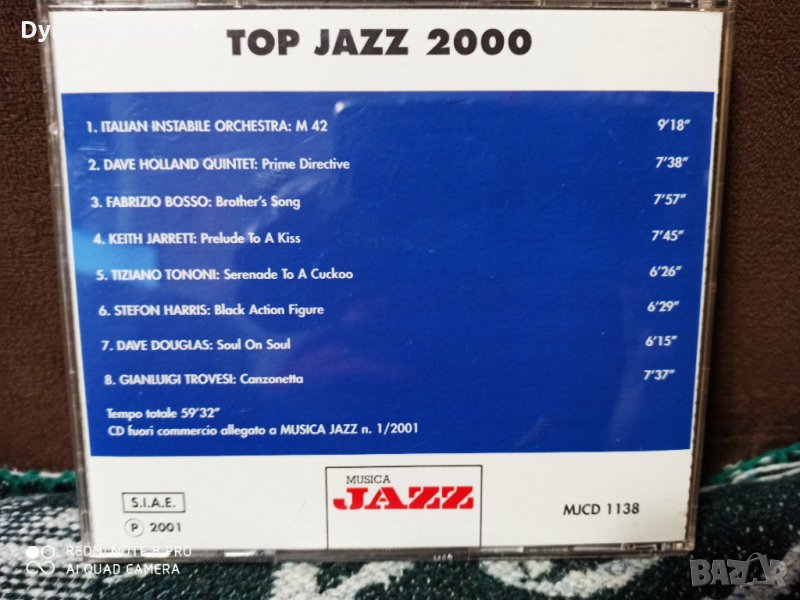 TOP JAZZ 2000
1. ITALIAN INSTABILE ORCHESTRA: M 42 9'18"
2. DAVE HOLLAND QUINTET: Prime Directive 7'38"
3. FABRIZIO BOSSO: Brother's Song 7'57"
4. KEITH JARRETT: Prelude To A Kiss 7'45"
5. TIZIANO TONONI: Serenade To A Cuckoo 6'26"
6. STEFON HARRIS: Black Action Figure 6'29"
7. DAVE DOUGLAS: Soul On Soul 6'15"
8. GIANLUIGI TROVESI: Canzonetta 7'37"
Tempo totale 59'32"
CD fuori commercio allegato a MUSICA JAZZ n. 1/2001
S.I.A.E.
℗ 2001
MUSICA
JAZZ
MJCD 1138
REDMI NOTE 8 PRO
AI QUAD CAMERA
BAZAR